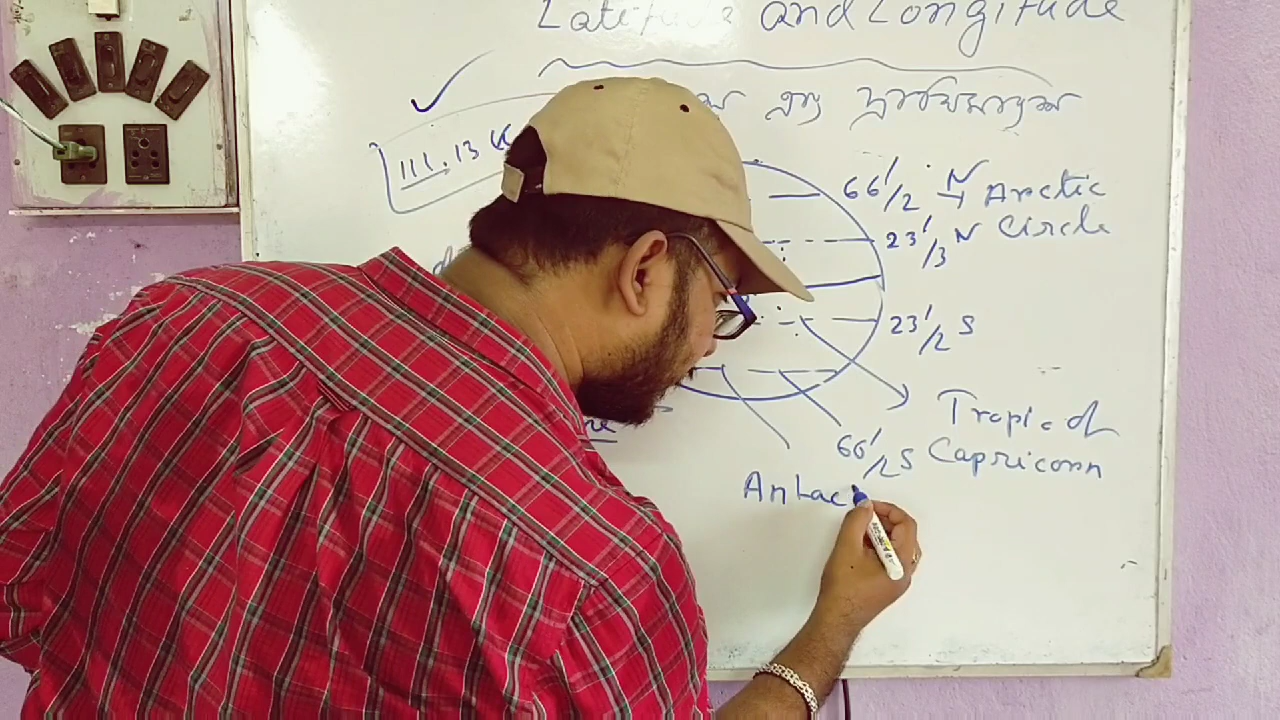 Latitude and Longitude
এবং দ্রাঘিমারেখা
111.13 K
66 1/2 N → Arctic
23 1/3 N Circle
23 1/2 S
Tropic of
66 1/2 S Capricorn
Antac